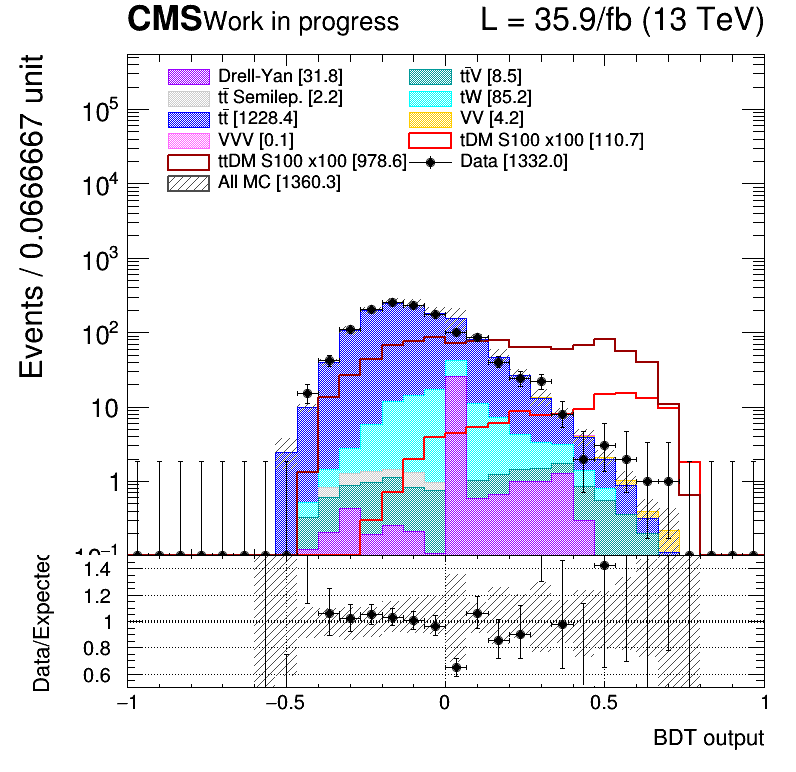 CMS Work in progress L = 35.9/fb (13 TeV)
Events / 0.0666667 unit
Drell-Yan [31.8]
tt̄V [8.5]
tt̄ Semilep. [2.2]
tW [85.2]
tt̄ [1228.4]
VV [4.2]
VVV [0.1]
tDM S100 x100 [110.7]
ttDM S100 x100 [978.6]
Data [1332.0]
All MC [1360.3]
10⁵
10⁴
10³
10²
10
1
10⁻¹
Data/Expected
1.4
1.2
1
0.8
0.6
−1 −0.5 0 0.5 1
BDT output